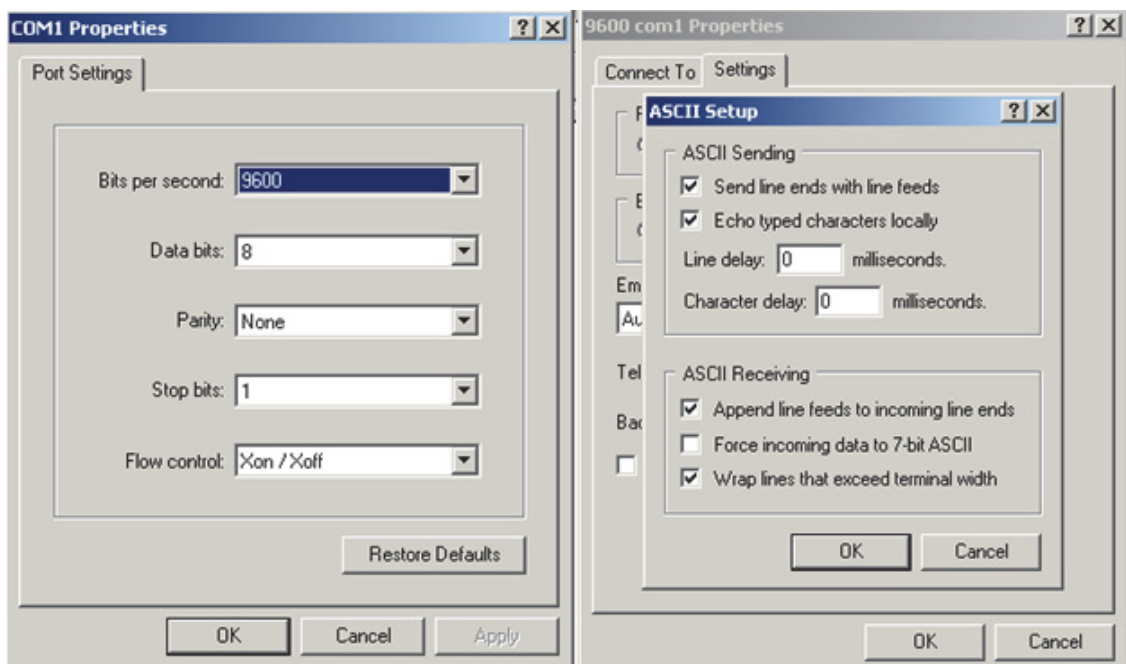 COM1 Properties
Port Settings
Bits per second: 9600
Data bits: 8
Parity: None
Stop bits: 1
Flow control: Xon / Xoff
Restore Defaults
OK Cancel Apply
9600 com1 Properties
Connect To Settings
ASCII Setup
ASCII Sending
Send line ends with line feeds
Echo typed characters locally
Line delay: 0 milliseconds.
Character delay: 0 milliseconds.
Em
Au
Tel
Bac
ASCII Receiving
Append line feeds to incoming line ends
Force incoming data to 7-bit ASCII
Wrap lines that exceed terminal width
OK Cancel
OK Cancel